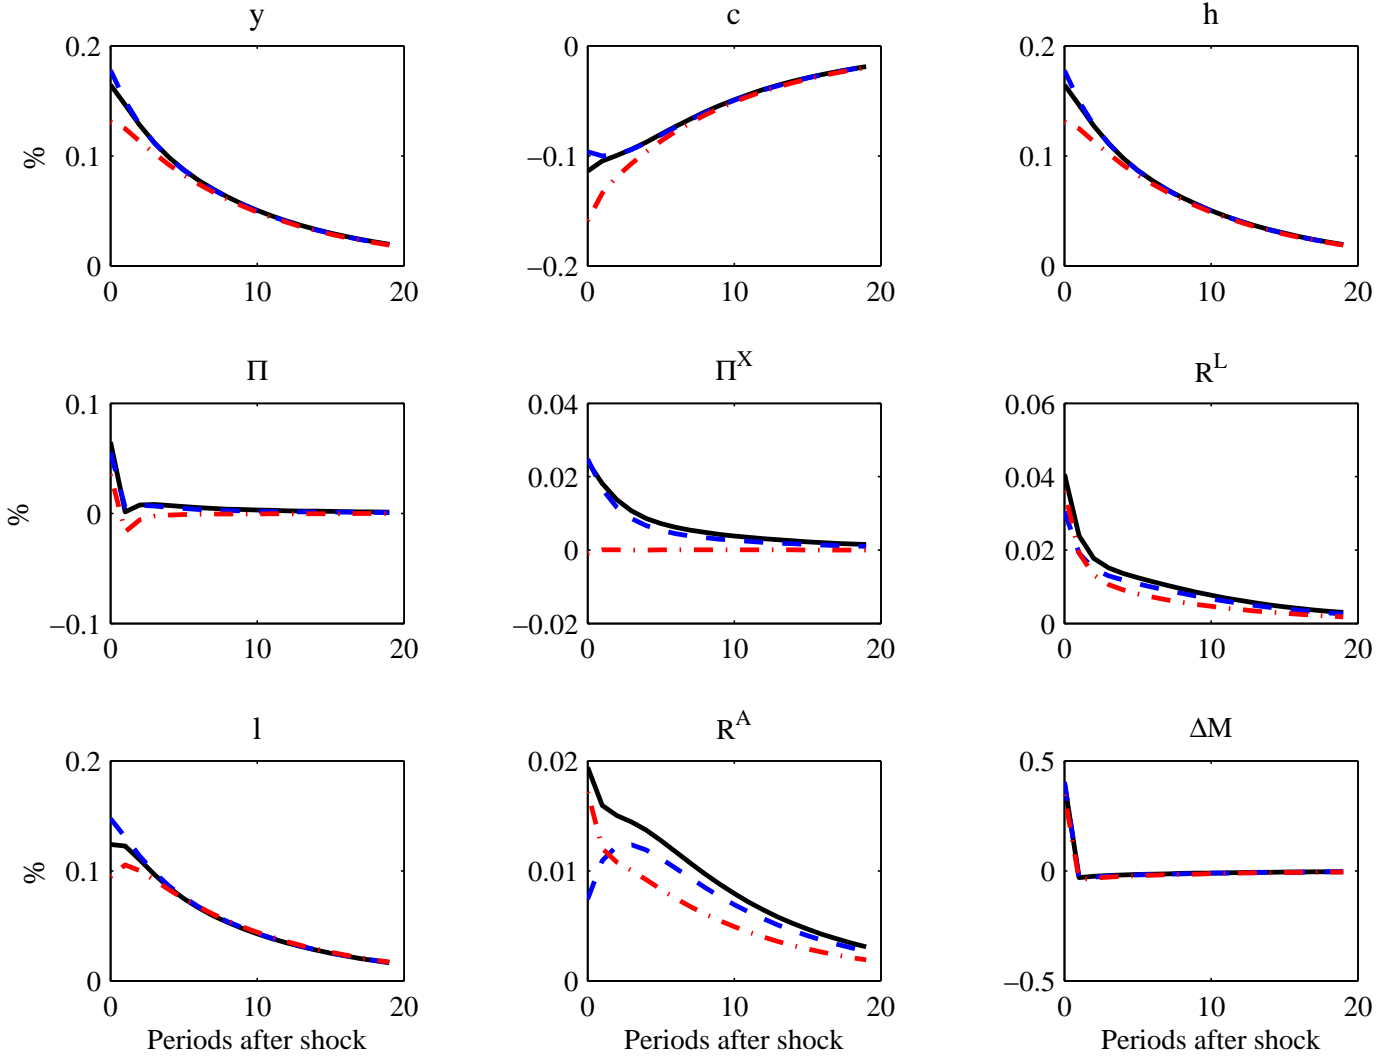 y c h
0.2 0 0.2
% 0.1 −0.1 0.1
0 −0.2 0
0 10 20 0 10 20 0 10 20
Π Π^X R^L
0.1 0.04 0.06
0.02 0.04
% 0 0 0.02
−0.1 −0.02 0
0 10 20 0 10 20 0 10 20
l R^A ΔM
0.2 0.02 0.5
% 0.1 0.01 0
0 0 −0.5
0 10 20 0 10 20 0 10 20
Periods after shock Periods after shock Periods after shock